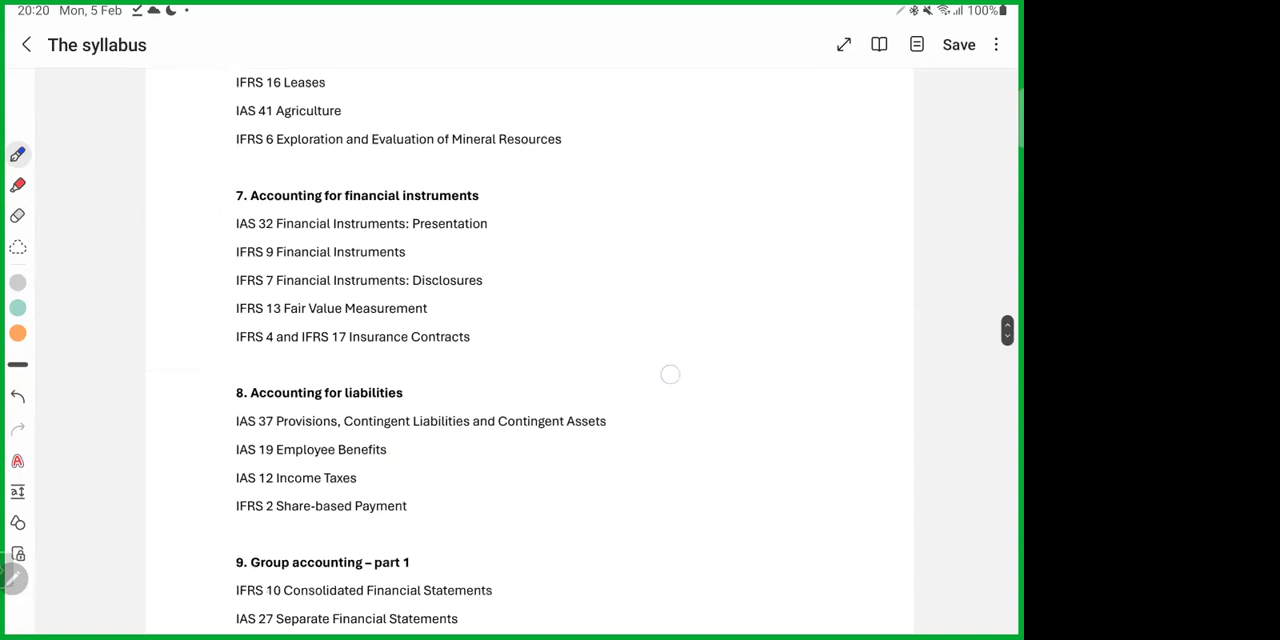 20:20 Mon, 5 Feb
100%
The syllabus
Save
IFRS 16 Leases
IAS 41 Agriculture
IFRS 6 Exploration and Evaluation of Mineral Resources
7. Accounting for financial instruments
IAS 32 Financial Instruments: Presentation
IFRS 9 Financial Instruments
IFRS 7 Financial Instruments: Disclosures
IFRS 13 Fair Value Measurement
IFRS 4 and IFRS 17 Insurance Contracts
8. Accounting for liabilities
IAS 37 Provisions, Contingent Liabilities and Contingent Assets
IAS 19 Employee Benefits
IAS 12 Income Taxes
IFRS 2 Share-based Payment
9. Group accounting – part 1
IFRS 10 Consolidated Financial Statements
IAS 27 Separate Financial Statements